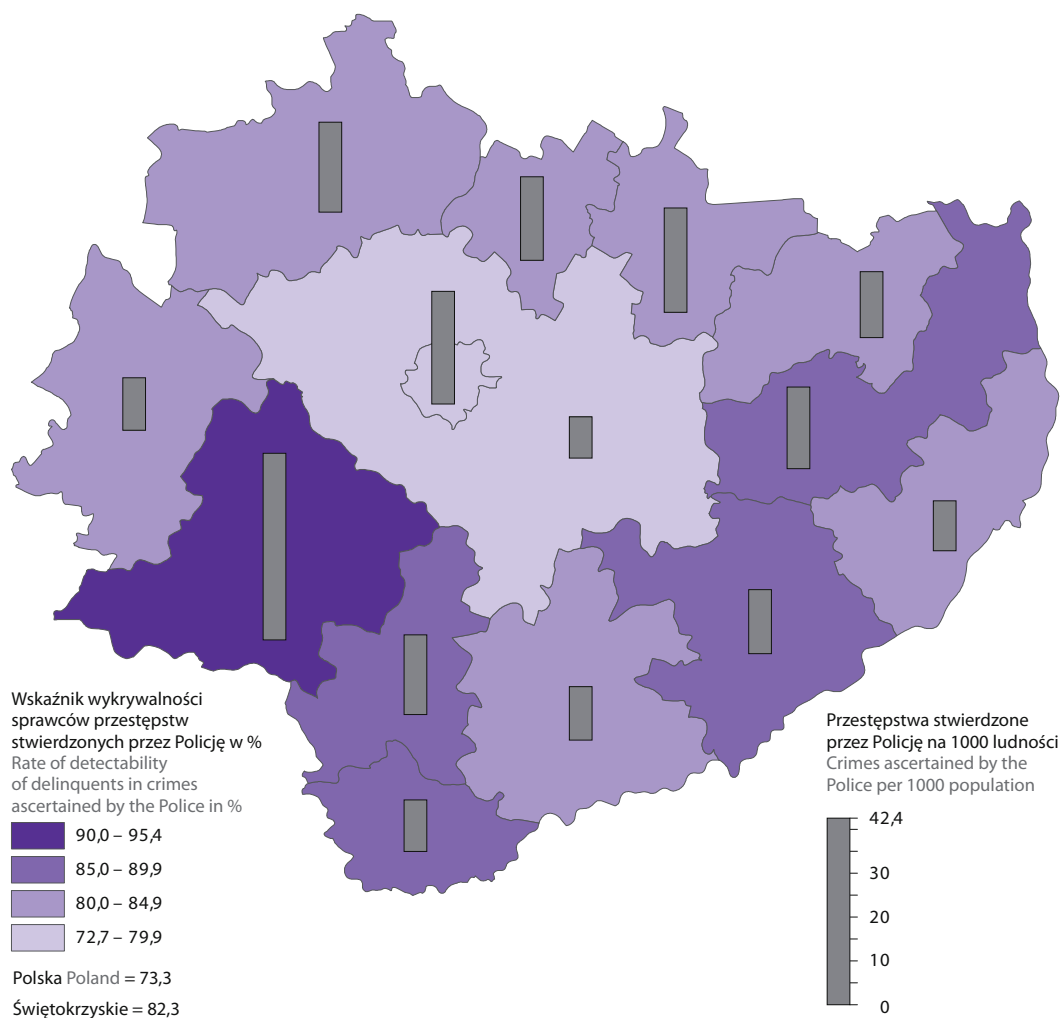 Wskaźnik wykrywalności
sprawców przestępstw
stwierdzonych przez Policję w %
Rate of detectability
of delinquents in crimes
ascertained by the Police in %
90,0 – 95,4
85,0 – 89,9
80,0 – 84,9
72,7 – 79,9
Polska Poland = 73,3
Świętokrzyskie = 82,3
Przestępstwa stwierdzone
przez Policję na 1000 ludności
Crimes ascertained by the
Police per 1000 population
42,4
30
20
10
0